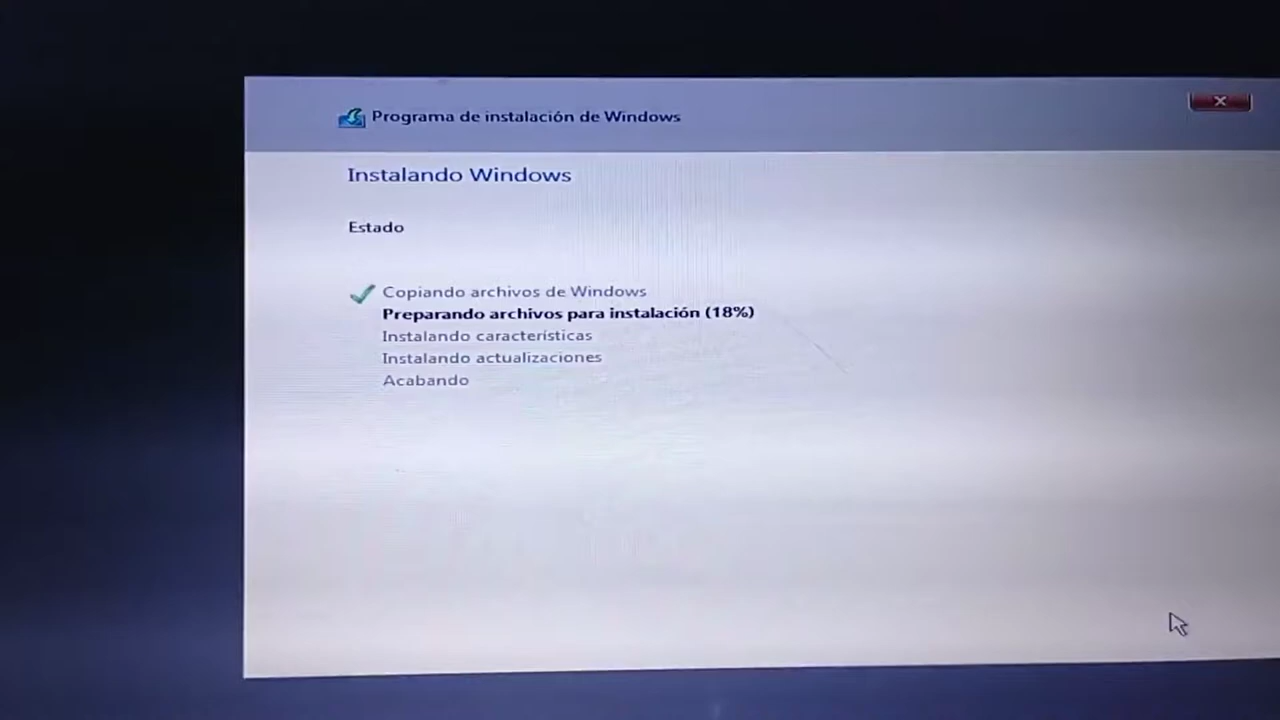 Programa de instalación de Windows
Instalando Windows
Estado
Copiando archivos de Windows
Preparando archivos para instalación (18%)
Instalando características
Instalando actualizaciones
Acabando